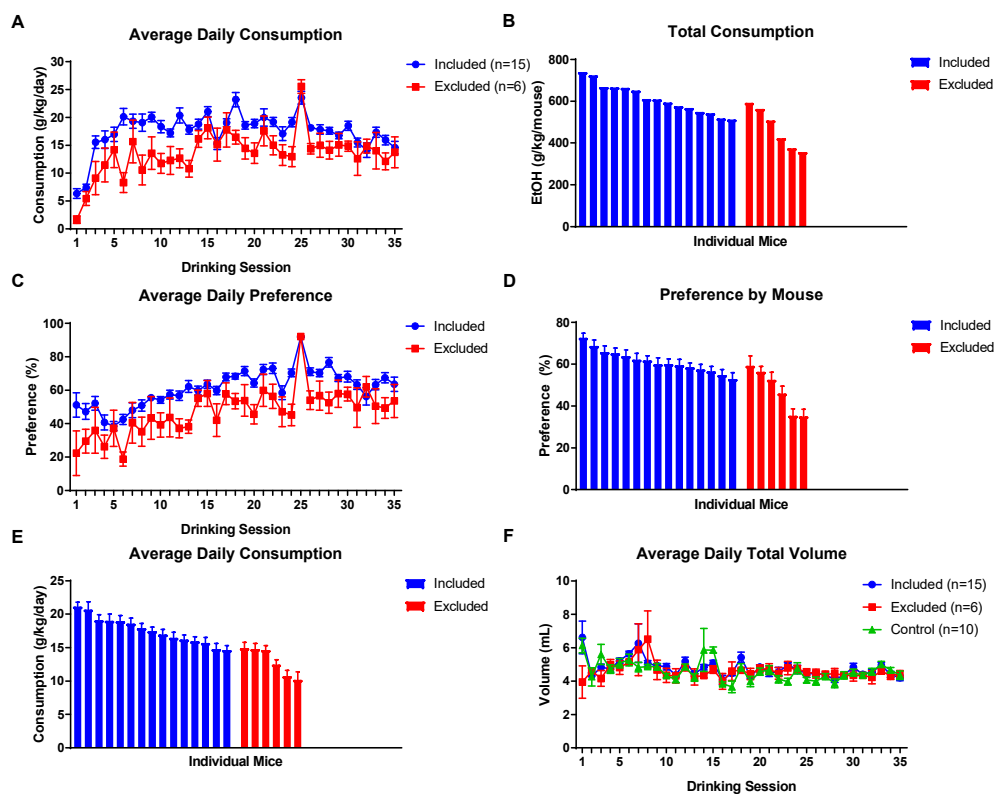 A
Average Daily Consumption
Consumption (g/kg/day)
30
25
20
15
10
5
0
1 5 10 15 20 25 30 35
Drinking Session
Included (n=15)
Excluded (n=6)
B
Total Consumption
EtOH (g/kg/mouse)
800
600
400
200
0
Individual Mice
Included
Excluded
C
Average Daily Preference
Preference (%)
100
80
60
40
20
0
1 5 10 15 20 25 30 35
Drinking Session
Included
Excluded
D
Preference by Mouse
Preference (%)
80
60
40
20
0
Individual Mice
Included
Excluded
E
Average Daily Consumption
Consumption (g/kg/day)
25
20
15
10
5
0
Individual Mice
Included
Excluded
F
Average Daily Total Volume
Volume (mL)
10
8
6
4
2
0
1 5 10 15 20 25 30 35
Drinking Session
Included (n=15)
Excluded (n=6)
Control (n=10)